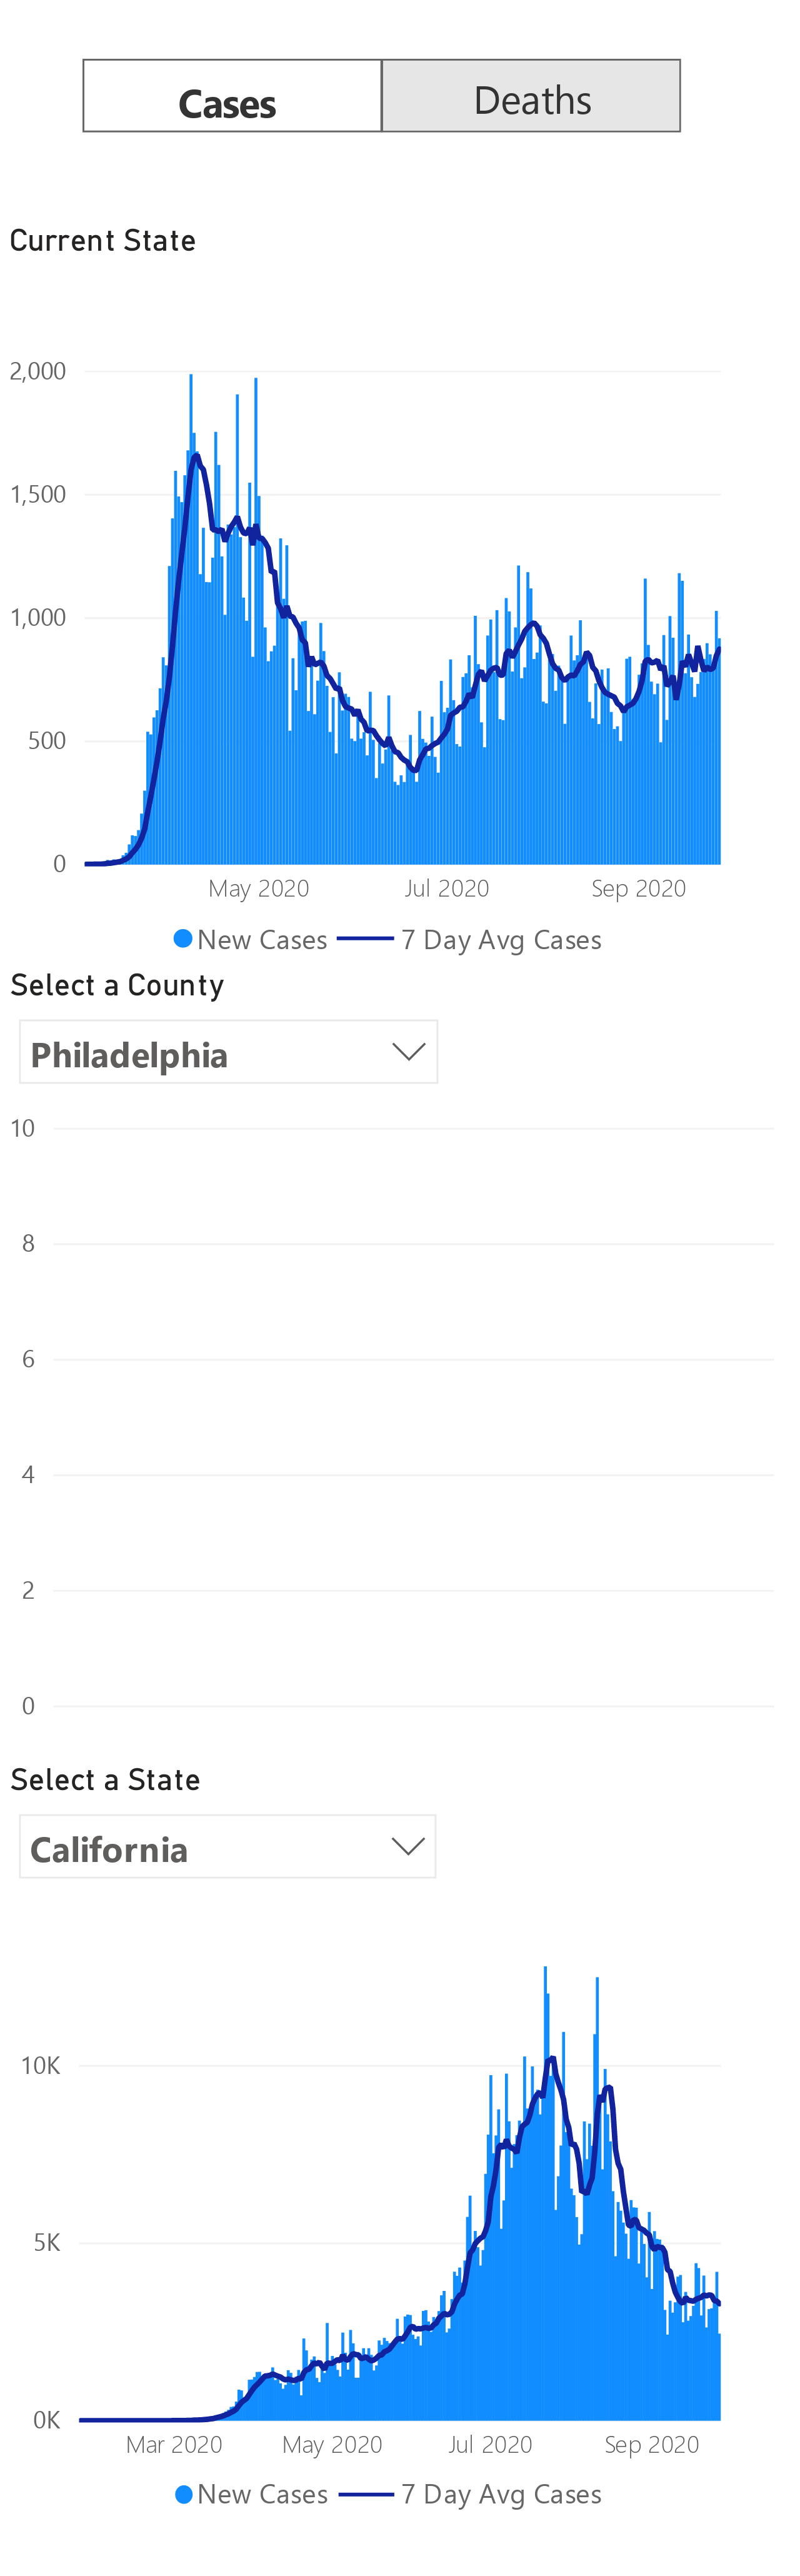 Cases Deaths
Current State
2,000
1,500
1,000
500
0
May 2020 Jul 2020 Sep 2020
New Cases 7 Day Avg Cases
Select a County
Philadelphia
10
8
6
4
2
0
Select a State
California
10K
5K
0K
Mar 2020 May 2020 Jul 2020 Sep 2020
New Cases 7 Day Avg Cases